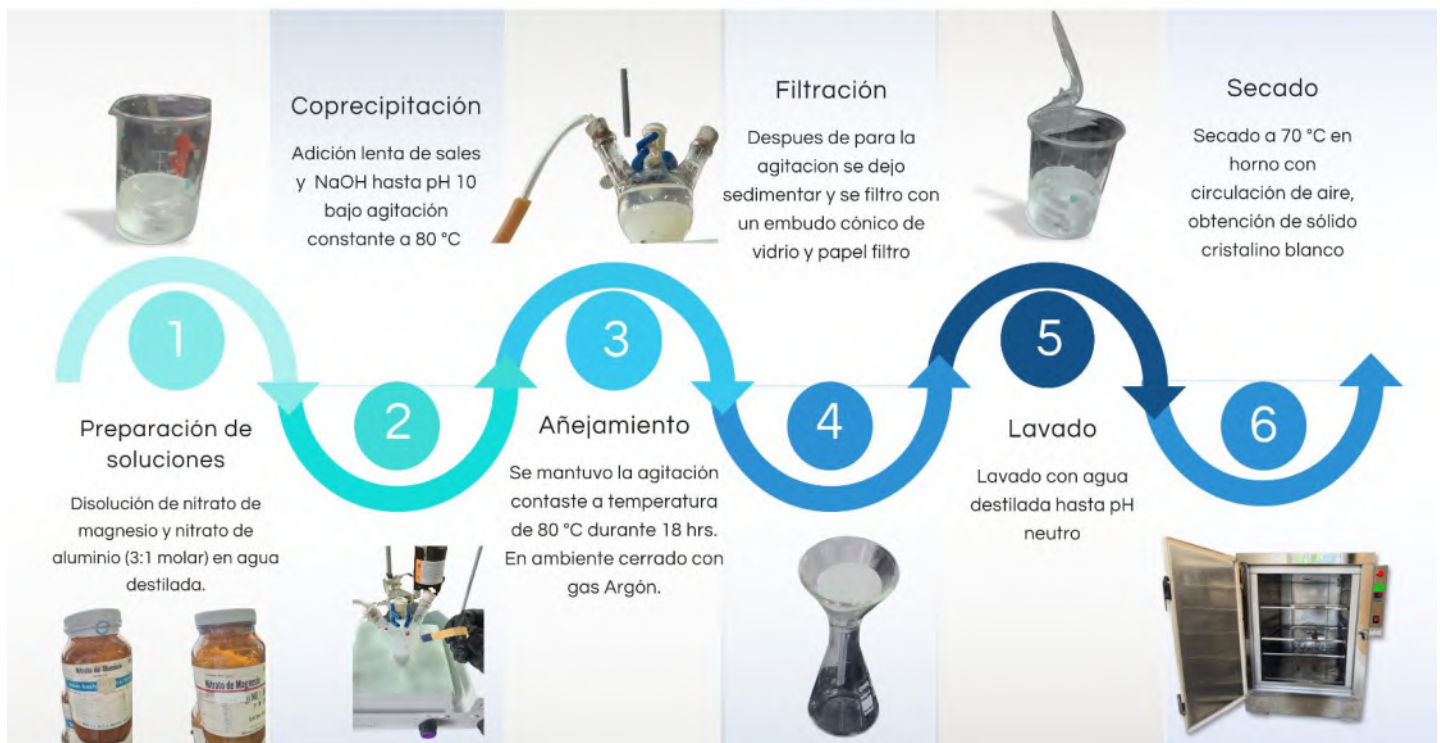 1
Preparación de
soluciones
Disolución de nitrato de
magnesio y nitrato de
aluminio (3:1 molar) en agua
destilada.
Nitrato de Aluminio
Nitrato de Magnesio
Coprecipitación
Adición lenta de sales
y NaOH hasta pH 10
bajo agitación
constante a 80 °C
2
3
Añejamiento
Se mantuvo la agitación
contaste a temperatura
de 80 °C durante 18 hrs.
En ambiente cerrado con
gas Argón.
Filtración
Despues de para la
agitacion se dejo
sedimentar y se filtro con
un embudo cónico de
vidrio y papel filtro
4
5
Lavado
Lavado con agua
destilada hasta pH
neutro
Secado
Secado a 70 °C en
horno con
circulación de aire,
obtención de sólido
cristalino blanco
6